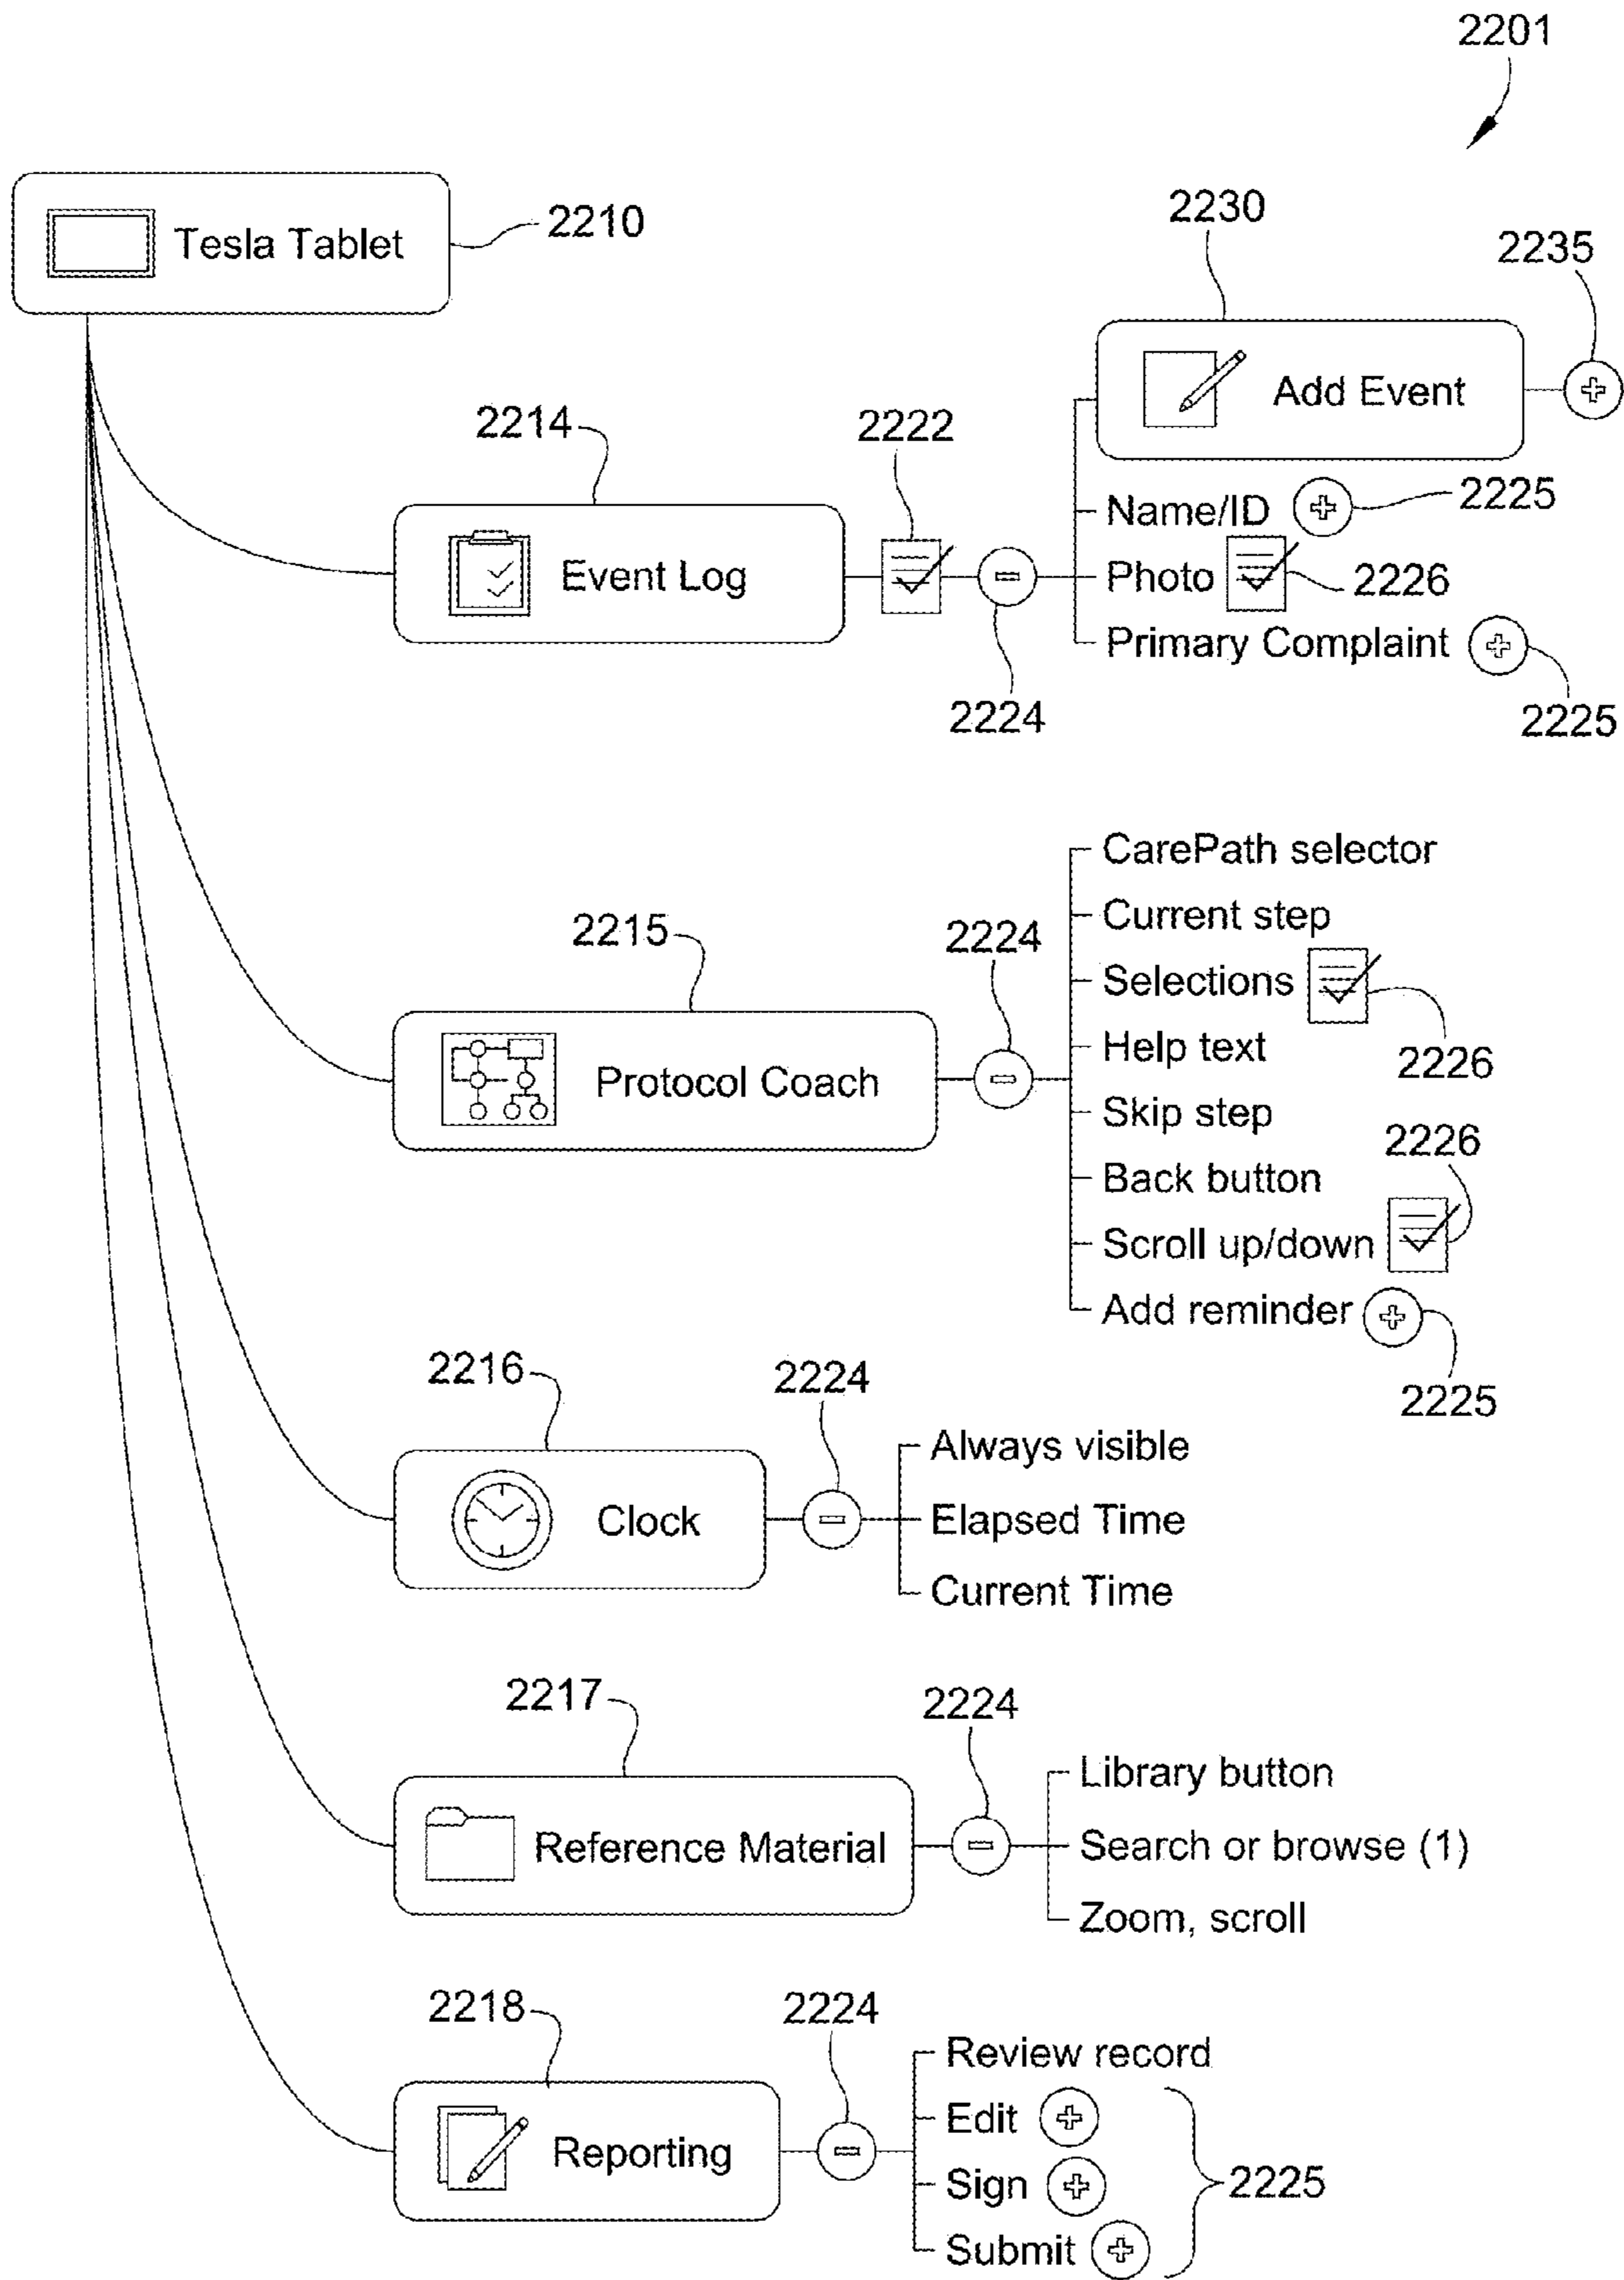 2201
Tesla Tablet
2210
2230
2235
Add Event
2214
2222
Event Log
Name/ID
2225
Photo
2226
Primary Complaint
2224
2225
CarePath selector
Current step
2215
2224
Selections
2226
Protocol Coach
Help text
Skip step
2226
Back button
Scroll up/down
Add reminder
2225
2216
2224
Always visible
Clock
Elapsed Time
Current Time
2217
2224
Library button
Reference Material
Search or browse (1)
Zoom, scroll
2218
2224
Review record
Edit
Reporting
Sign
2225
Submit